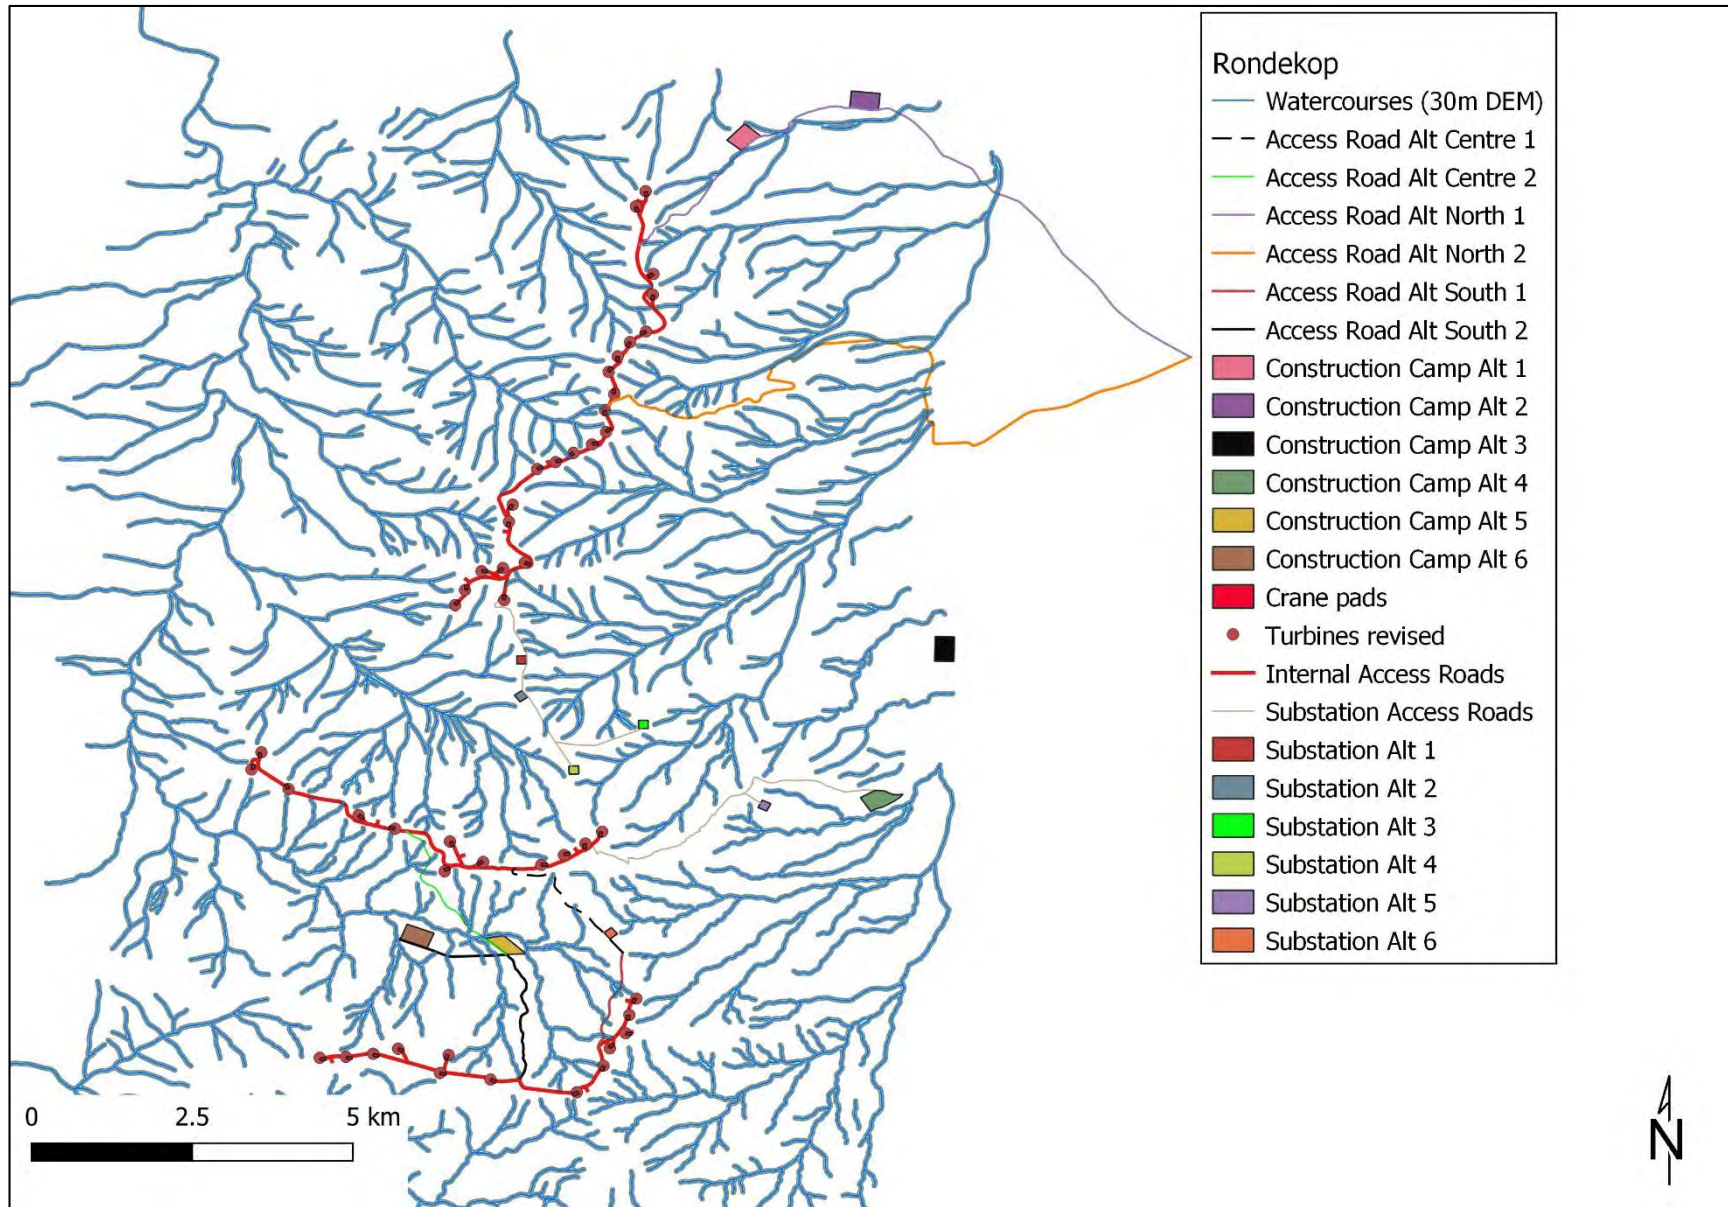 Rondekop
Watercourses (30m DEM)
Access Road Alt Centre 1
Access Road Alt Centre 2
Access Road Alt North 1
Access Road Alt North 2
Access Road Alt South 1
Access Road Alt South 2
Construction Camp Alt 1
Construction Camp Alt 2
Construction Camp Alt 3
Construction Camp Alt 4
Construction Camp Alt 5
Construction Camp Alt 6
Crane pads
Turbines revised
Internal Access Roads
Substation Access Roads
Substation Alt 1
Substation Alt 2
Substation Alt 3
Substation Alt 4
Substation Alt 5
Substation Alt 6
0 2.5 5 km
N